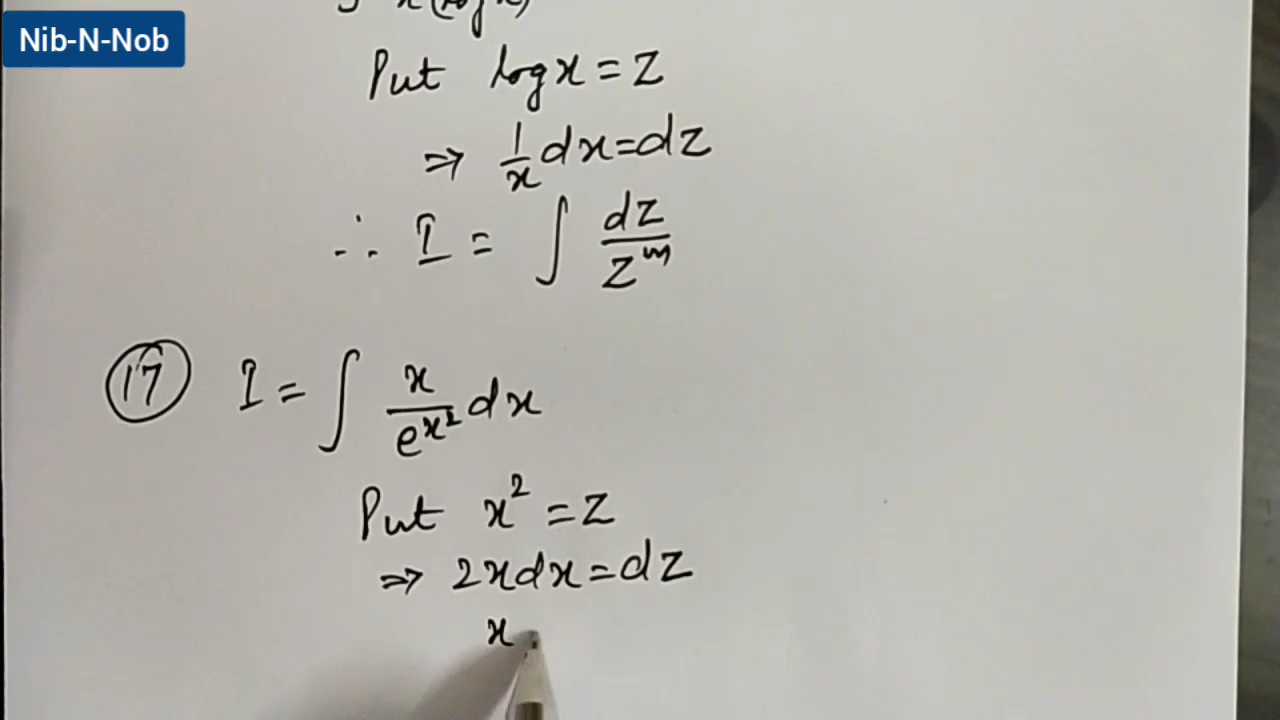 Nib-N-Nob
Put log x = z
⇒ 1/x dx = dz
∴ I = ∫ dz/z^m
(17) I = ∫ x/e^x² dx
Put x² = z
⇒ 2x dx = dz
x